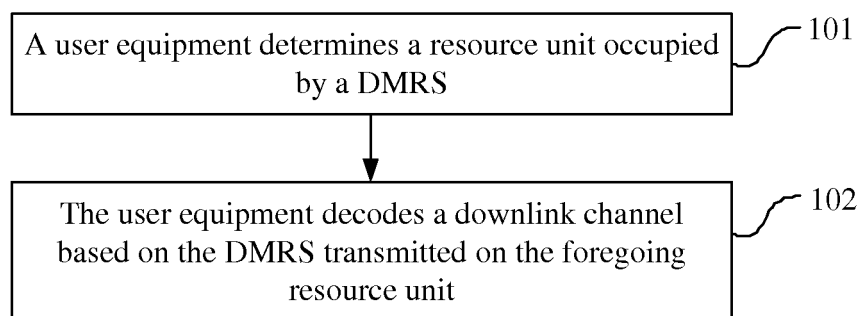 A user equipment determines a resource unit occupied
by a DMRS
101
The user equipment decodes a downlink channel
based on the DMRS transmitted on the foregoing
resource unit
102